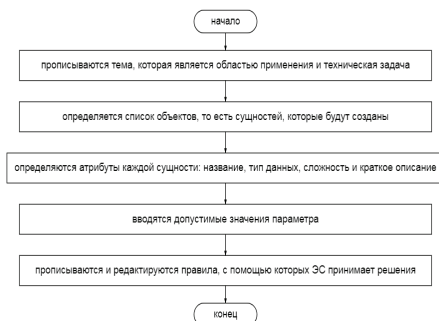 начало
прописываются тема, которая является областью применения и техническая задача
определяется список объектов, то есть сущностей, которые будут созданы
определяются атрибуты каждой сущности: название, тип данных, сложность и краткое описание
вводятся допустимые значения параметра
прописываются и редактируются правила, с помощью которых ЭС принимает решения
конец